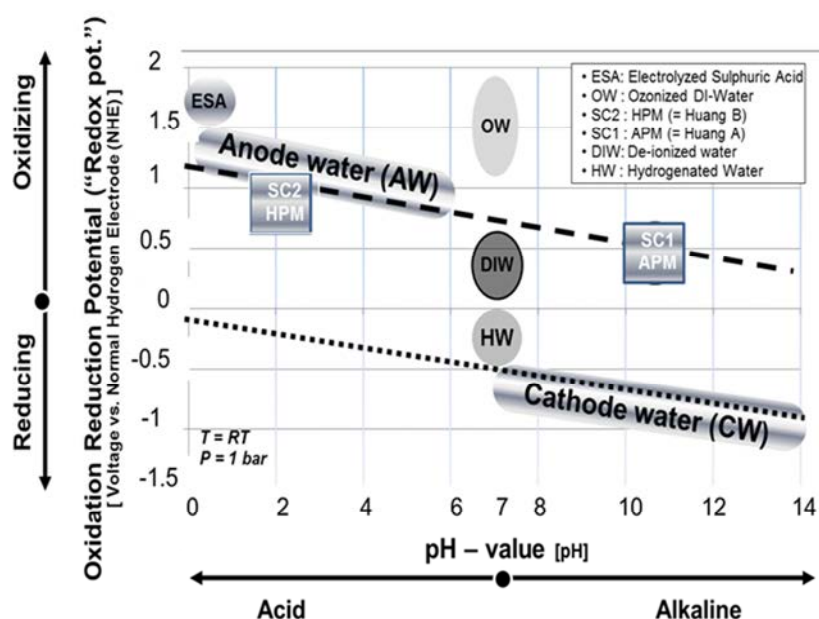 Oxidizing
Reducing
Oxidation Reduction Potential ("Redox pot.")
[ Voltage vs. Normal Hydrogen Electrode (NHE) ]
2
1.5
1
0.5
0
-0.5
-1
-1.5
ESA
Anode water (AW)
SC2
HPM
OW
DIW
HW
SC1
APM
Cathode water (CW)
• ESA: Electrolyzed Sulphuric Acid
• OW : Ozonized DI-Water
• SC2 : HPM (= Huang B)
• SC1 : APM (= Huang A)
• DIW: De-ionized water
• HW : Hydrogenated Water
T = RT
P = 1 bar
0 2 4 6 7 8 10 12 14
pH – value [pH]
Acid Alkaline